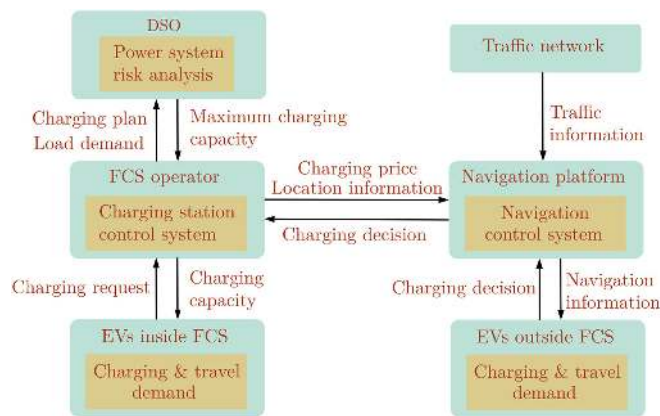 DSO
Power system
risk analysis
Traffic network
Charging plan
Load demand
Maximum charging
capacity
Traffic
information
FCS operator
Charging station
control system
Charging price
Location information
Charging decision
Navigation platform
Navigation
control system
Charging request
Charging
capacity
Charging decision
Navigation
information
EVs inside FCS
Charging & travel
demand
EVs outside FCS
Charging & travel
demand